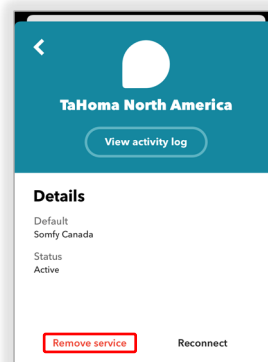 TaHoma North America
View activity log
Details
Default
Somfy Canada
Status
Active
Remove service Reconnect